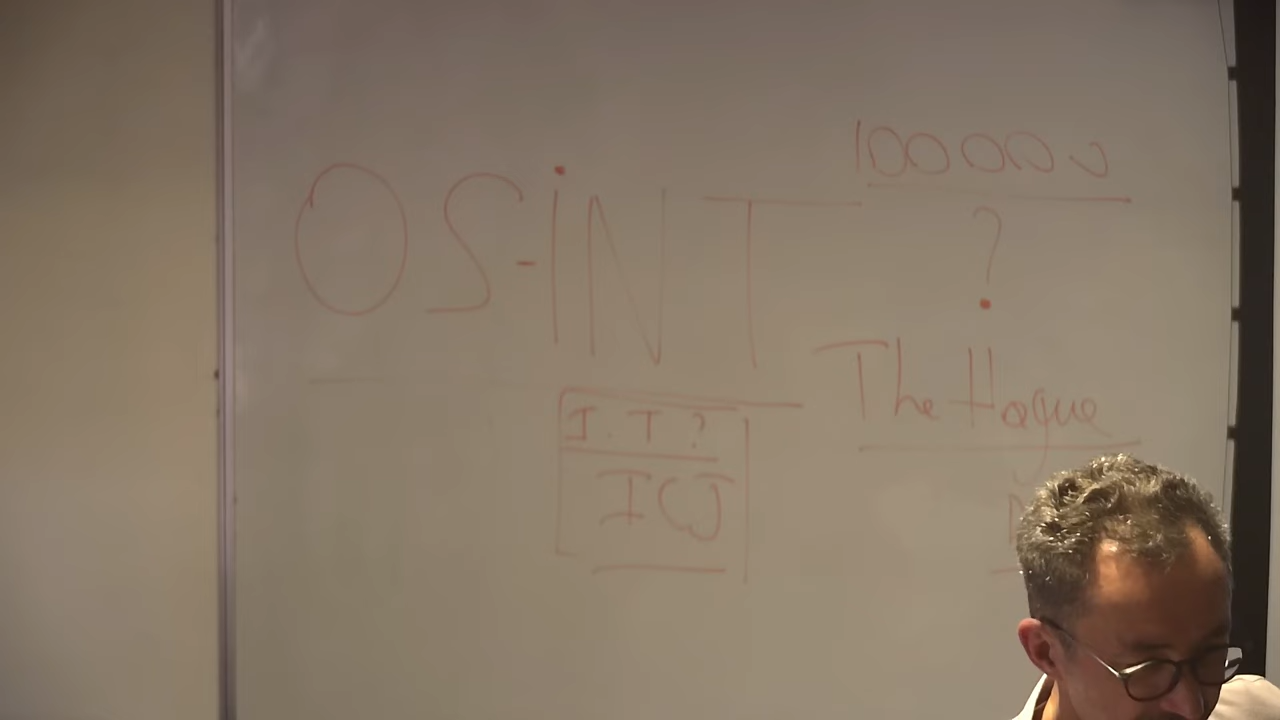 OS-iNT
100000
?
The Hague
I.T?
ICJ